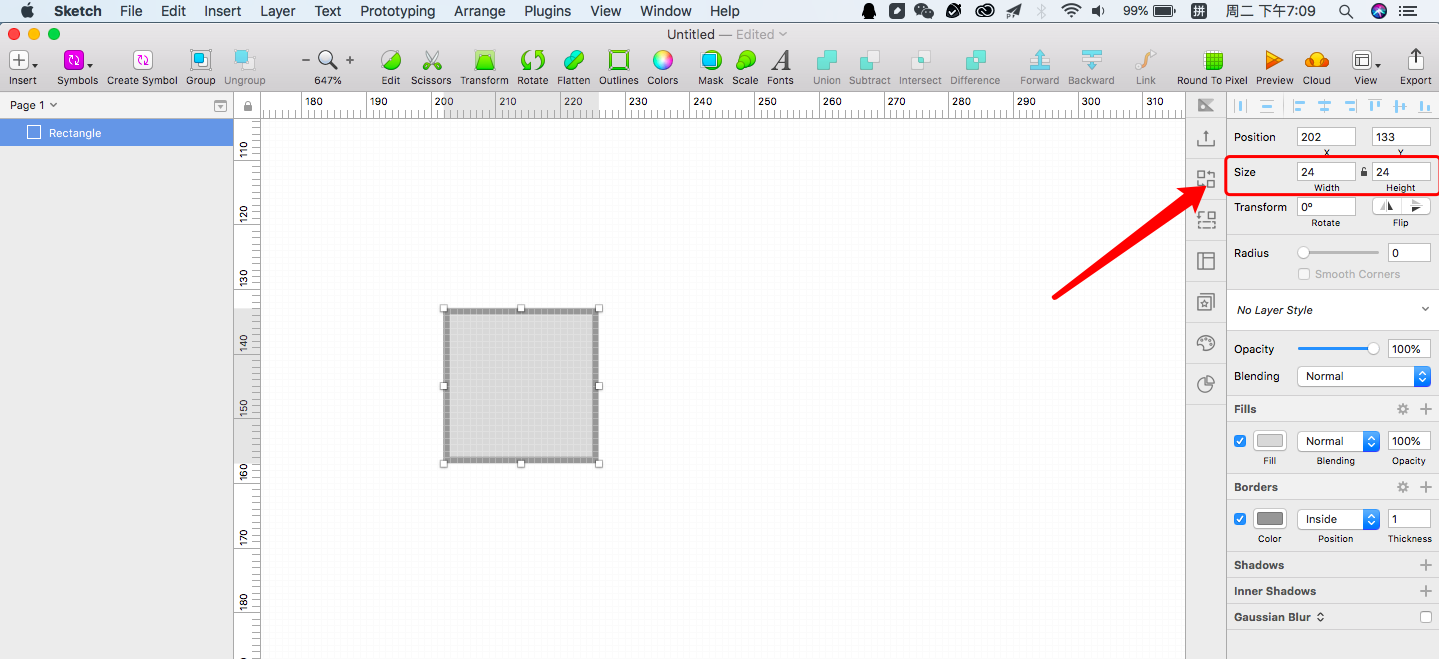 Sketch File Edit Insert Layer Text Prototyping Arrange Plugins View Window Help 99% 拼 周二 下午7:09
Untitled — Edited
Insert Symbols Create Symbol Group Ungroup 647% Edit Scissors Transform Rotate Flatten Outlines Colors Mask Scale Fonts Union Subtract Intersect Difference Forward Backward Link Round To Pixel Preview Cloud View Export
Page 1
180 190 200 210 220 230 240 250 260 270 280 290 300 310
Rectangle
110
120
130
140
150
160
170
180
Position 202 133
X Y
Size 24 24
Width Height
Transform 0º
Rotate Flip
Radius 0
Smooth Corners
No Layer Style
Opacity 100%
Blending Normal
Fills
Normal 100%
Fill Blending Opacity
Borders
Inside 1
Color Position Thickness
Shadows
Inner Shadows
Gaussian Blur